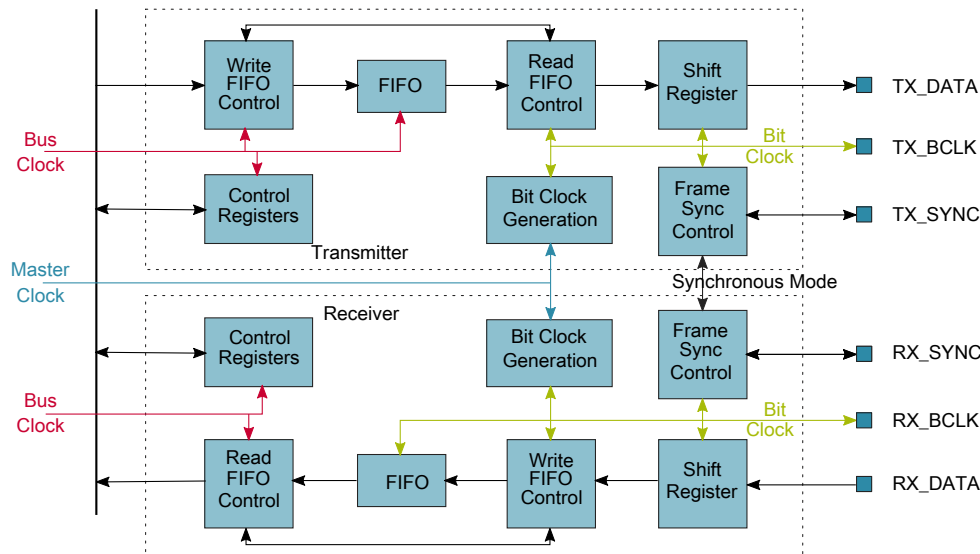 Write
FIFO
Control
FIFO
Read
FIFO
Control
Shift
Register
TX_DATA
Bus
Clock
Bit
Clock
TX_BCLK
Control
Registers
Bit Clock
Generation
Frame
Sync
Control
TX_SYNC
Transmitter
Master
Clock
Synchronous Mode
Receiver
Control
Registers
Bit Clock
Generation
Frame
Sync
Control
RX_SYNC
Bus
Clock
Bit
Clock
RX_BCLK
Read
FIFO
Control
FIFO
Write
FIFO
Control
Shift
Register
RX_DATA